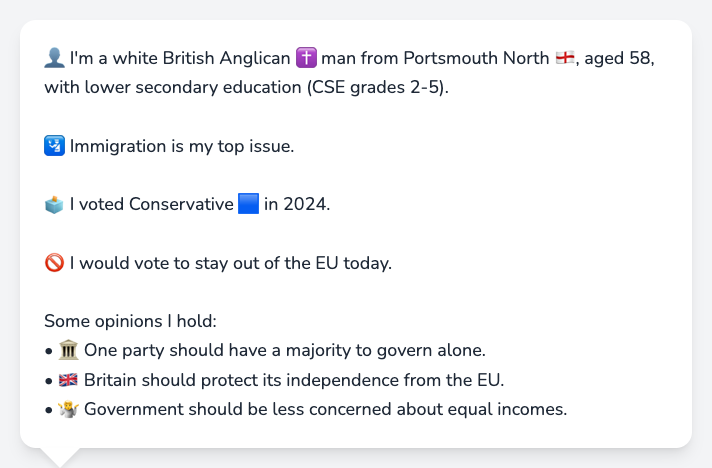 👤 I'm a white British Anglican ✝️ man from Portsmouth North 🏴󠁧󠁢󠁥󠁮󠁧󠁿, aged 58,
with lower secondary education (CSE grades 2-5).
🛂 Immigration is my top issue.
🗳️ I voted Conservative 🟦 in 2024.
🚫 I would vote to stay out of the EU today.
Some opinions I hold:
• 🏛️ One party should have a majority to govern alone.
• 🇬🇧 Britain should protect its independence from the EU.
• 🤷 Government should be less concerned about equal incomes.